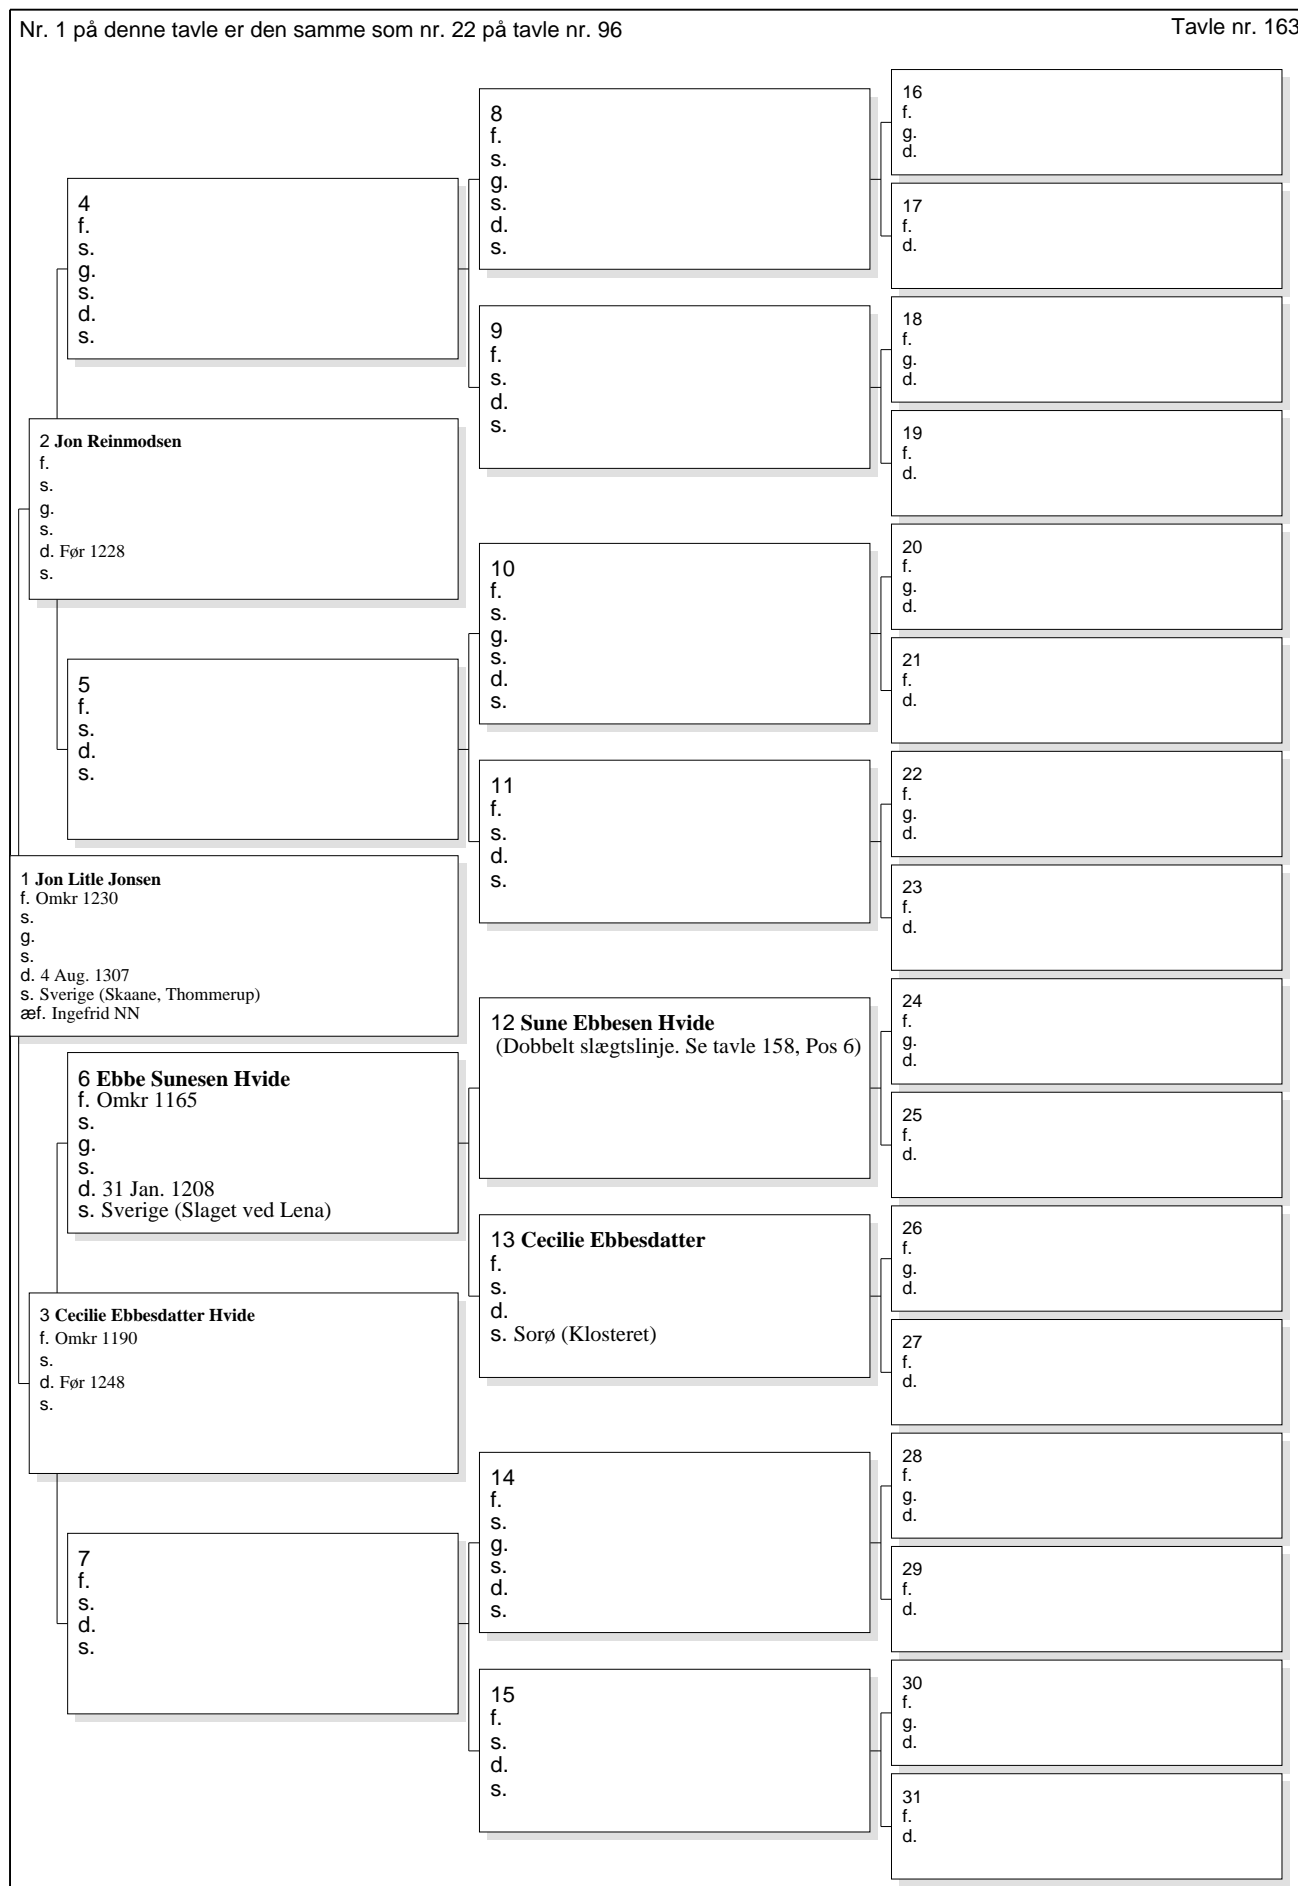 Nr. 1 på denne tavle er den samme som nr. 22 på tavle nr. 96
Tavle nr. 163
1 Jon Litle Jonsen
f. Omkr 1230
s.
g.
s.
d. 4 Aug. 1307
s. Sverige (Skaane, Thommerup)
æf. Ingefrid NN
2 Jon Reinmodsen
f.
s.
g.
s.
d. Før 1228
s.
3 Cecilie Ebbesdatter Hvide
f. Omkr 1190
s.
d. Før 1248
s.
4
f.
s.
g.
s.
d.
s.
5
f.
s.
d.
s.
6 Ebbe Sunesen Hvide
f. Omkr 1165
s.
g.
s.
d. 31 Jan. 1208
s. Sverige (Slaget ved Lena)
7
f.
s.
d.
s.
8
f.
s.
g.
s.
d.
s.
9
f.
s.
d.
s.
10
f.
s.
g.
s.
d.
s.
11
f.
s.
d.
s.
12 Sune Ebbesen Hvide
(Dobbelt slægtslinje. Se tavle 158, Pos 6)
13 Cecilie Ebbesdatter
f.
s.
d.
s. Sorø (Klosteret)
14
f.
s.
g.
s.
d.
s.
15
f.
s.
d.
s.
16
f.
g.
d.
17
f.
d.
18
f.
g.
d.
19
f.
d.
20
f.
g.
d.
21
f.
d.
22
f.
g.
d.
23
f.
d.
24
f.
g.
d.
25
f.
d.
26
f.
g.
d.
27
f.
d.
28
f.
g.
d.
29
f.
d.
30
f.
g.
d.
31
f.
d.